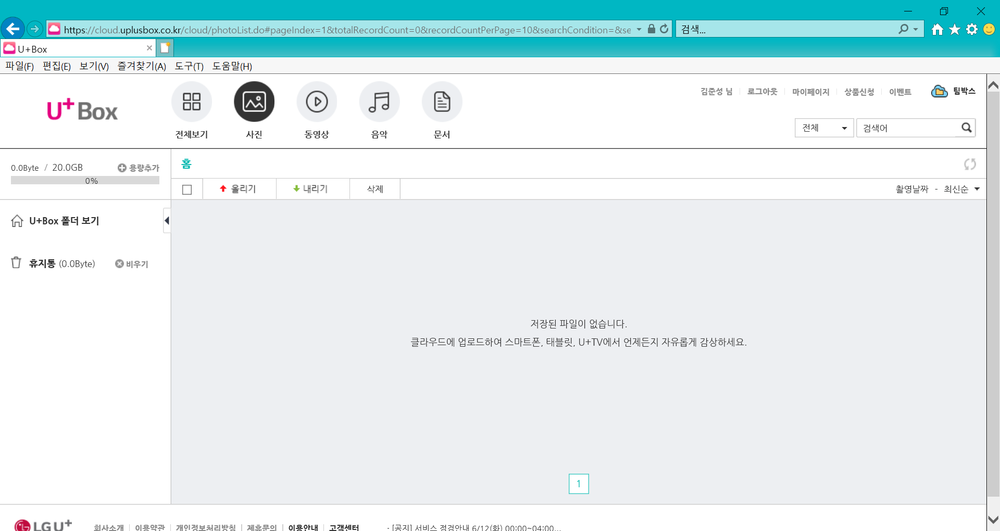 https://cloud.uplusbox.co.kr/cloud/photoList.do#pageIndex=1&totalRecordCount=0&recordCountPerPage=10&searchCondition=&se
검색...
U+Box
파일(F) 편집(E) 보기(V) 즐겨찾기(A) 도구(T) 도움말(H)
U+ Box
전체보기 사진 동영상 음악 문서
김준성 님 로그아웃 마이페이지 상품신청 이벤트 팀박스
전체 검색어
0.0Byte / 20.0GB 용량추가
0%
홈
올리기 내리기 삭제 촬영날짜 - 최신순
U+Box 폴더 보기
휴지통 (0.0Byte) 비우기
저장된 파일이 없습니다.
클라우드에 업로드하여 스마트폰, 태블릿, U+TV에서 언제든지 자유롭게 감상하세요.
1
LG U+ 회사소개 이용약관 개인정보처리방침 제휴문의 이용안내 고객센터 - [공지] 서비스 점검안내 6/12(화) 00:00~04:00...